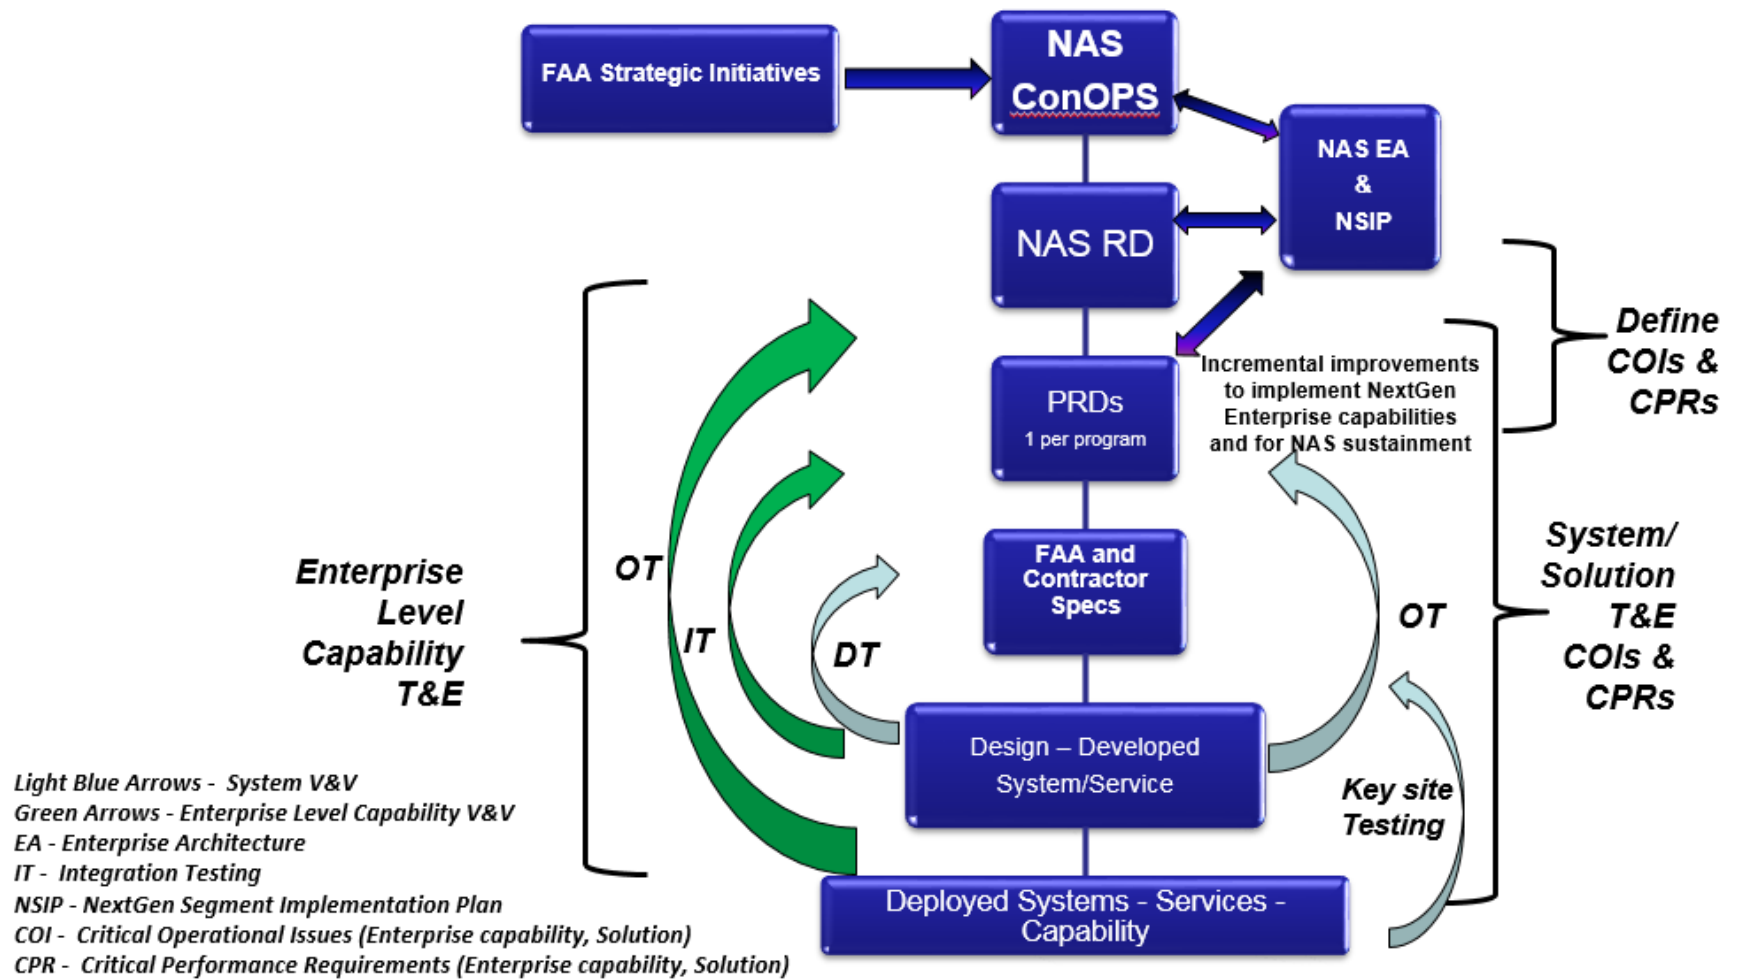 FAA Strategic Initiatives
NAS
ConOPS
NAS EA
&
NSIP
NAS RD
PRDs
1 per program
Incremental improvements
to implement NextGen
Enterprise capabilities
and for NAS sustainment
Define
COIs &
CPRs
FAA and
Contractor
Specs
System/
Solution
T&E
COIs &
CPRs
Enterprise
Level
Capability
T&E
OT
IT
DT
OT
Design – Developed
System/Service
Key site
Testing
Deployed Systems - Services -
Capability
Light Blue Arrows - System V&V
Green Arrows - Enterprise Level Capability V&V
EA - Enterprise Architecture
IT - Integration Testing
NSIP - NextGen Segment Implementation Plan
COI - Critical Operational Issues (Enterprise capability, Solution)
CPR - Critical Performance Requirements (Enterprise capability, Solution)